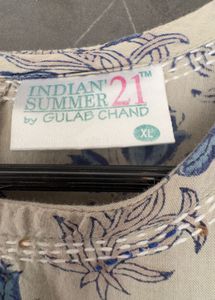 INDIAN'
SUMMER 21™
by GULAB CHAND
XL